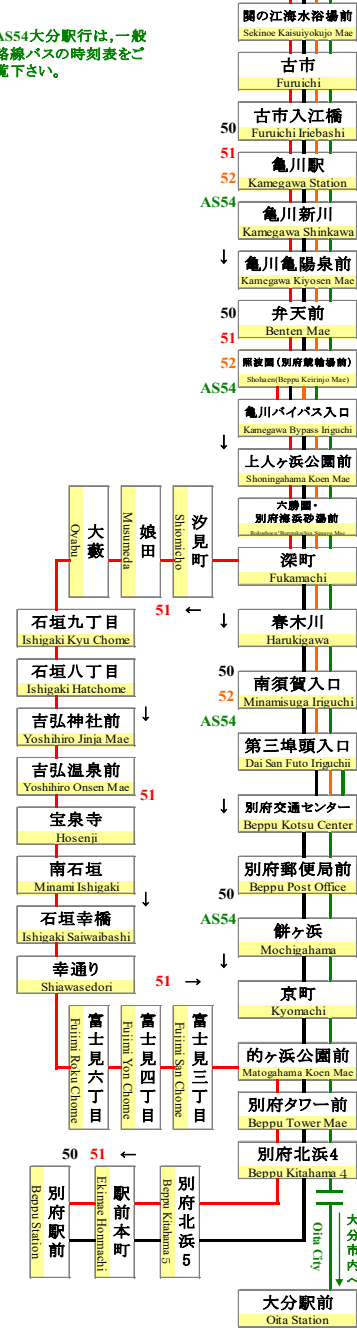 関の江海水浴場前
Sekinoe Kaisuiyokujo Mae
AS54大分駅行は,一般
路線バスの時刻表をご
覧下さい。
古市
Furuichi
古市入江橋
Furuichi Iriebashi
50
51
52
AS54
亀川駅
Kamegawa Station
亀川新川
Kamegawa Shinkawa
↓
亀川亀陽泉前
Kamegawa Kiyosen Mae
50
51
52
AS54
弁天前
Benten Mae
照波園(別府競輪場前)
Shohaen(Beppu Keirinjo Mae)
亀川バイパス入口
Kamegawa Bypass Iriguchi
↓
上人ヶ浜公園前
Shoningahama Koen Mae
六勝園・
別府海浜砂湯前
深町
Fukamachi
汐見町
Shiomicho
娘田
Musumeda
大藪
Oyabu
51 ←
石垣九丁目
Ishigaki Kyu Chome
石垣八丁目
Ishigaki Hatchome
吉弘神社前
Yoshihiro Jinja Mae
↓
吉弘温泉前
Yoshihiro Onsen Mae
51
宝泉寺
Hosenji
南石垣
Minami Ishigaki
石垣幸橋
Ishigaki Saiwaibashi
↓
幸通り
Shiawasedori
51 →
富士見六丁目
Fujimi Roku Chome
富士見四丁目
Fujimi Yon Chome
富士見三丁目
Fujimi San Chome
↓
春木川
Harukigawa
50
52
AS54
南須賀入口
Minamisuga Iriguchi
第三埠頭入口
Dai San Futo Iriguchii
↓
別府交通センター
Beppu Kotsu Center
別府郵便局前
Beppu Post Office
50
AS54
餅ヶ浜
Mochigahama
↓
京町
Kyomachi
的ヶ浜公園前
Matogahama Koen Mae
別府タワー前
Beppu Tower Mae
別府北浜4
Beppu Kitahama 4
50 51 ←
別府北浜5
Beppu Kitahama 5
駅前本町
Ekimae Honmachi
別府駅前
Beppu Station
大分市内へ
Oita City
↓
大分駅前
Oita Station